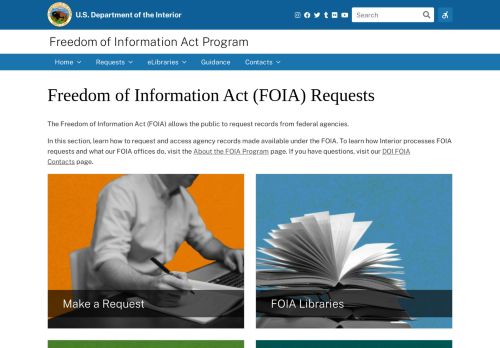 U.S. Department of the Interior
Search
Freedom of Information Act Program
Home Requests eLibraries Guidance Contacts
Freedom of Information Act (FOIA) Requests
The Freedom of Information Act (FOIA) allows the public to request records from federal agencies.
In this section, learn how to request and access agency records made available under the FOIA. To learn how Interior processes FOIA
requests and what our FOIA offices do, visit the About the FOIA Program page. If you have questions, visit our DOI FOIA
Contacts page.
Make a Request
FOIA Libraries